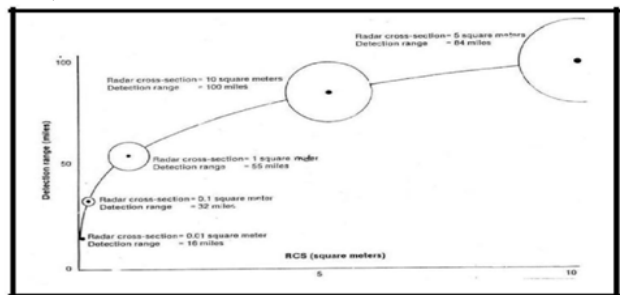 Radar cross-section= 5 square meters
Detection range = 84 miles
100
Radar cross-section= 10 square meters
Detection range = 100 miles
Detection range (miles)
50
Radar cross-section= 1 square meter
Detection range = 55 miles
Radar cross-section= 0.1 square meter
Detection range = 32 miles
Radar cross-section= 0.01 square meter
Detection range = 16 miles
0
RCS (square meters)
5
10